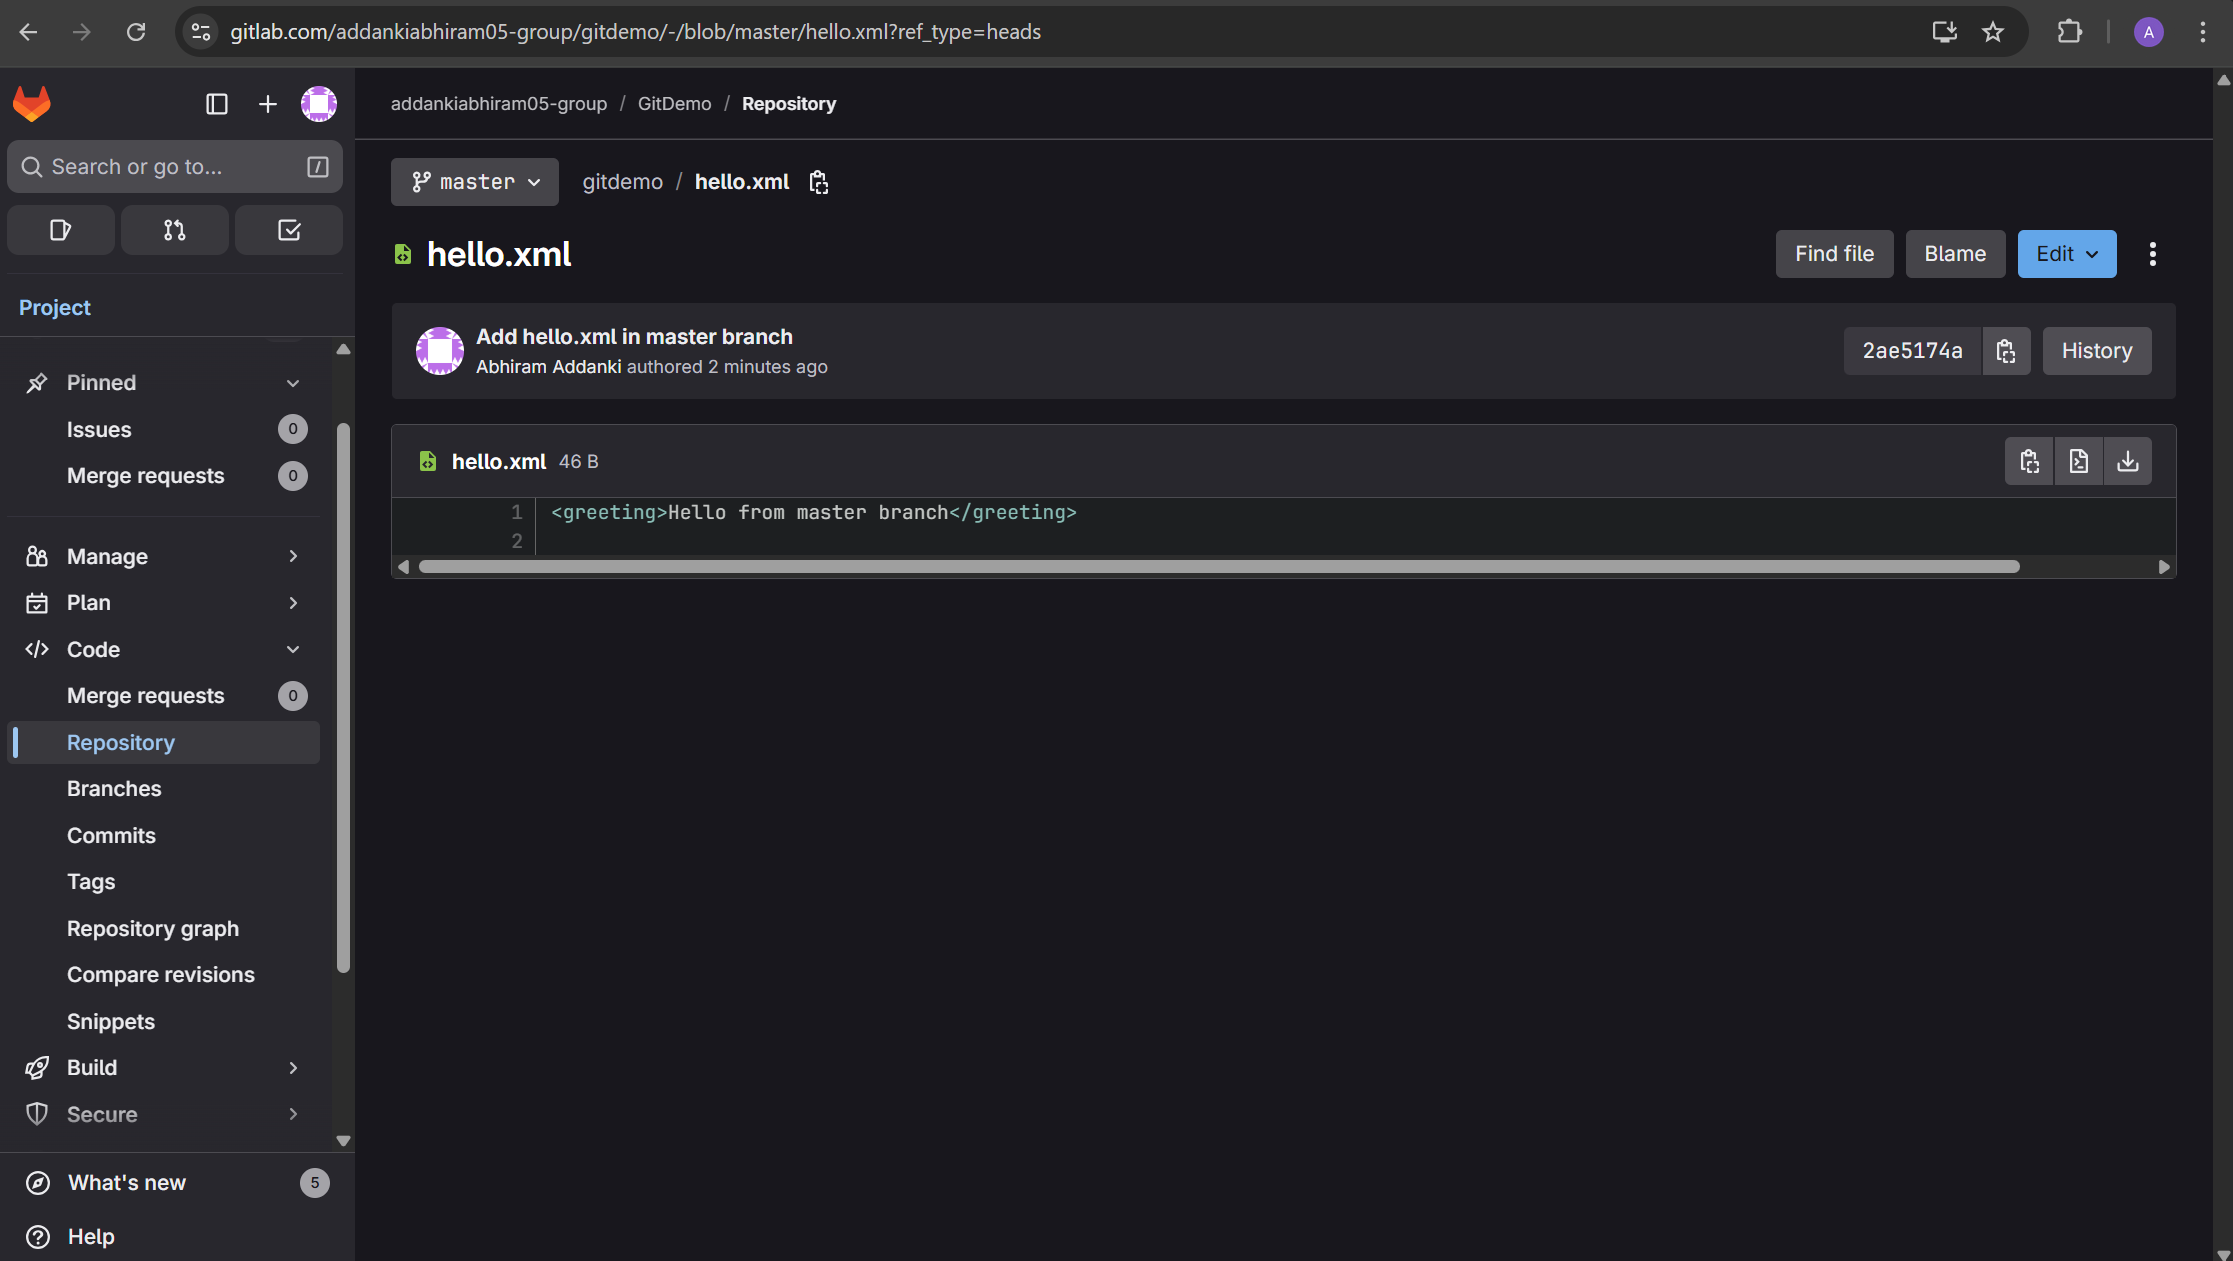 gitlab.com/addankiabhiram05-group/gitdemo/-/blob/master/hello.xml?ref_type=heads
A
addankiabhiram05-group / GitDemo / Repository
Search or go to...
/
master
gitdemo / hello.xml
hello.xml
Find file
Blame
Edit
Project
Add hello.xml in master branch
Abhiram Addanki authored 2 minutes ago
2ae5174a
History
Pinned
Issues 0
Merge requests 0
hello.xml 46 B
1 <greeting>Hello from master branch</greeting>
2
Manage
Plan
Code
Merge requests 0
Repository
Branches
Commits
Tags
Repository graph
Compare revisions
Snippets
Build
Secure
What's new 5
Help